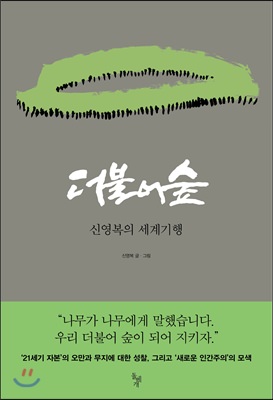 더불어숲
신영복의 세계기행
신영복 글·그림
“나무가 나무에게 말했습니다.
우리 더불어 숲이 되어 지키자.”
‘21세기 자본’의 오만과 무지에 대한 성찰, 그리고 ‘새로운 인간주의’의 모색
돌베개